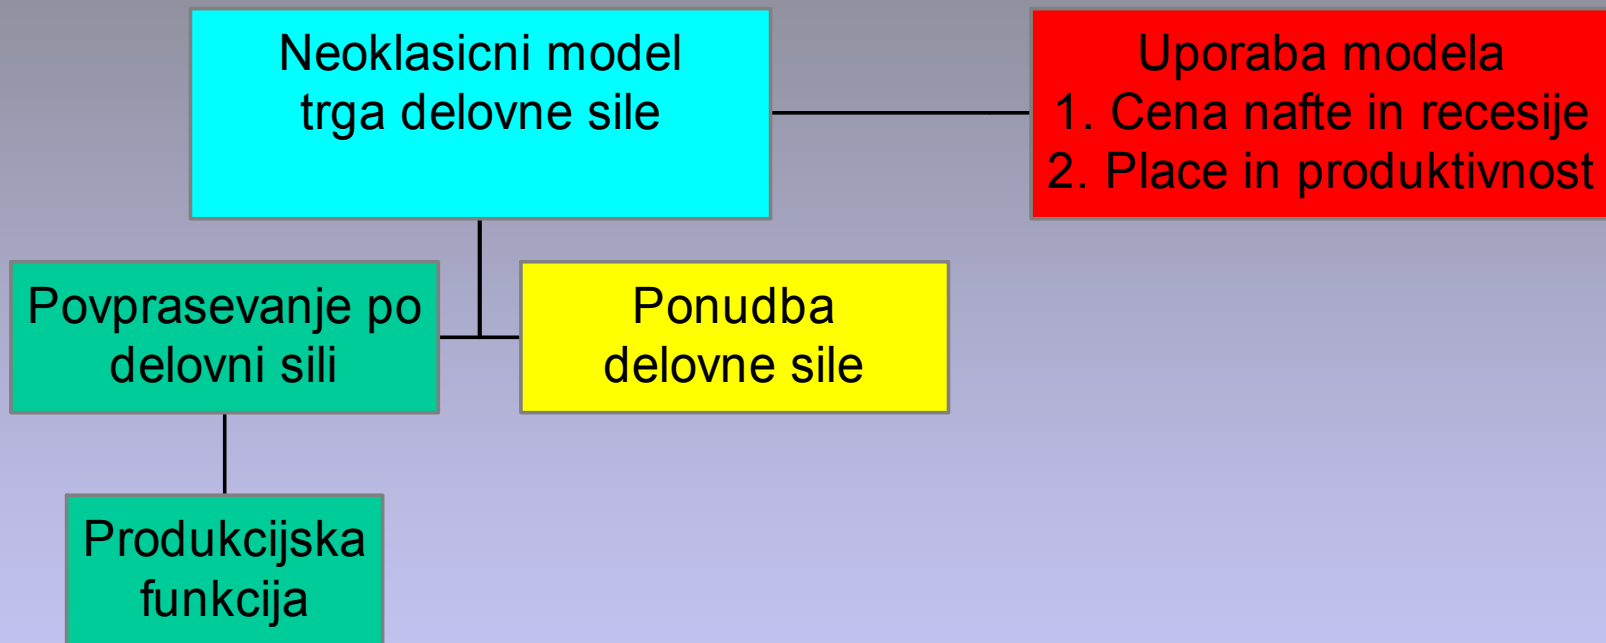 Neoklasicni model
trga delovne sile
Uporaba modela
1. Cena nafte in recesije
2. Place in produktivnost
Povprasevanje po
delovni sili
Ponudba
delovne sile
Produkcijska
funkcija